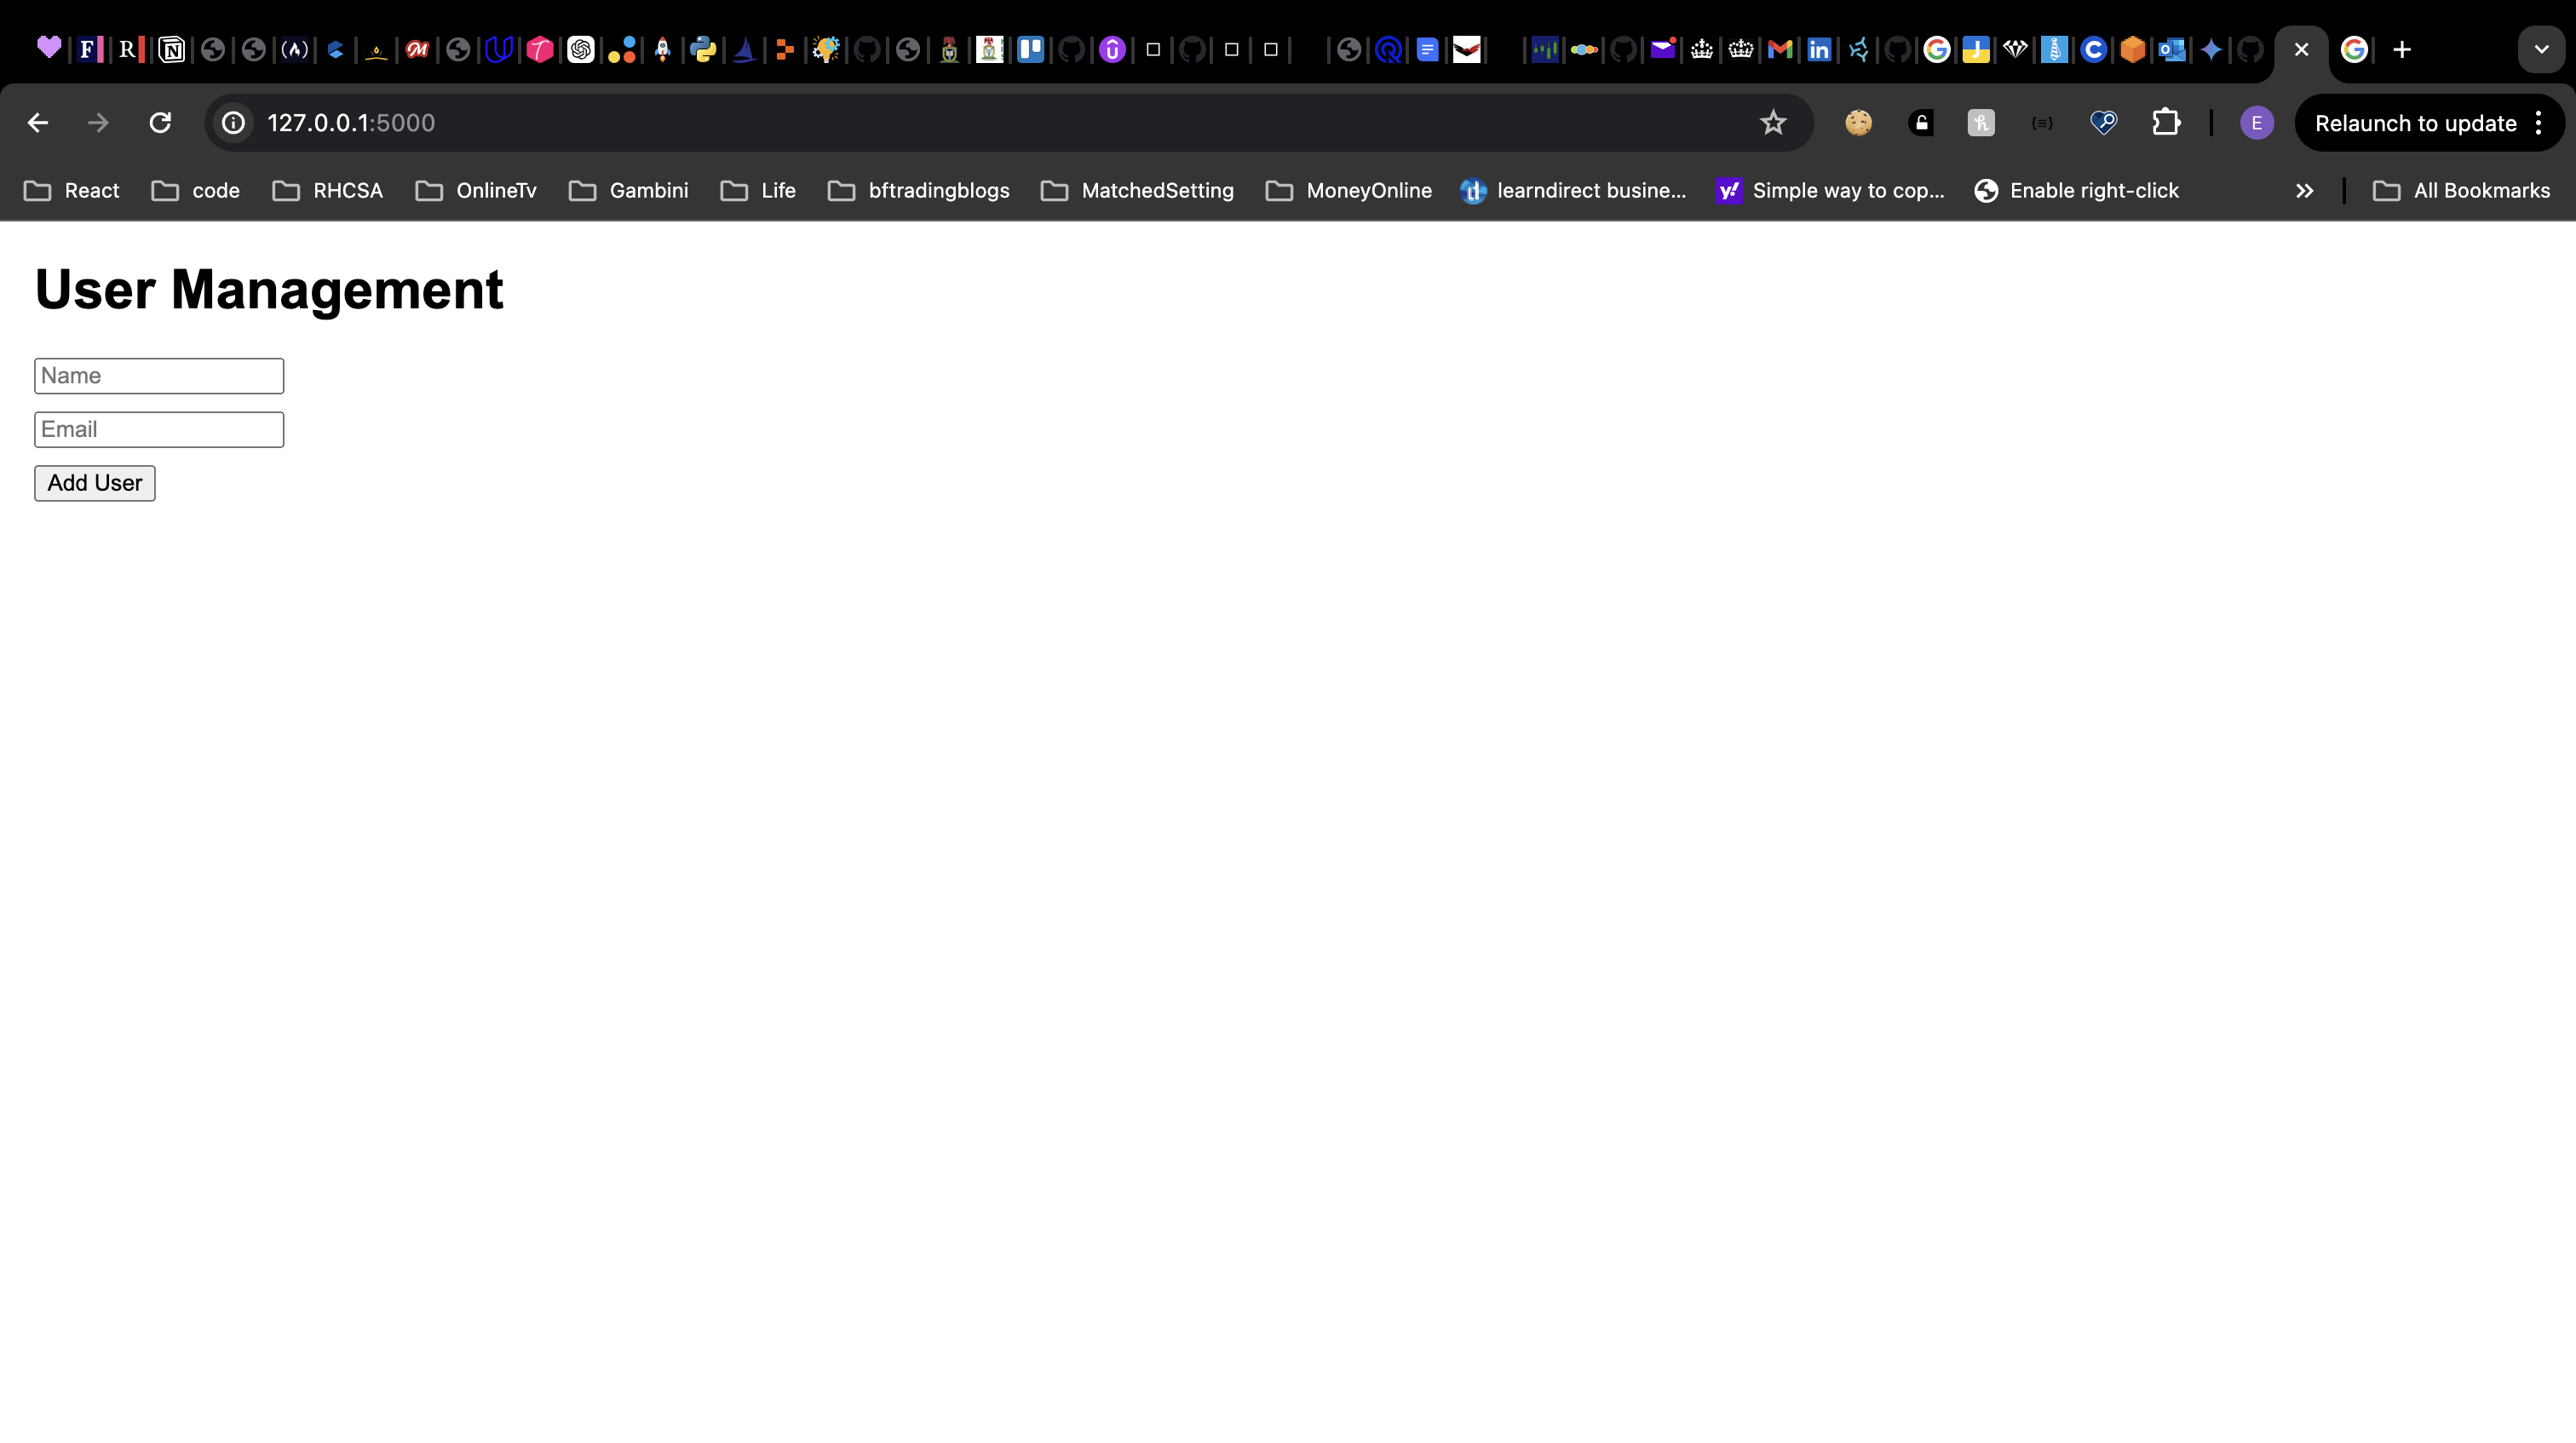 127.0.0.1:5000
Relaunch to update
React code RHCSA OnlineTv Gambini Life bftradingblogs MatchedSetting MoneyOnline learndirect busine... Simple way to cop... Enable right-click All Bookmarks
User Management
Name
Email
Add User